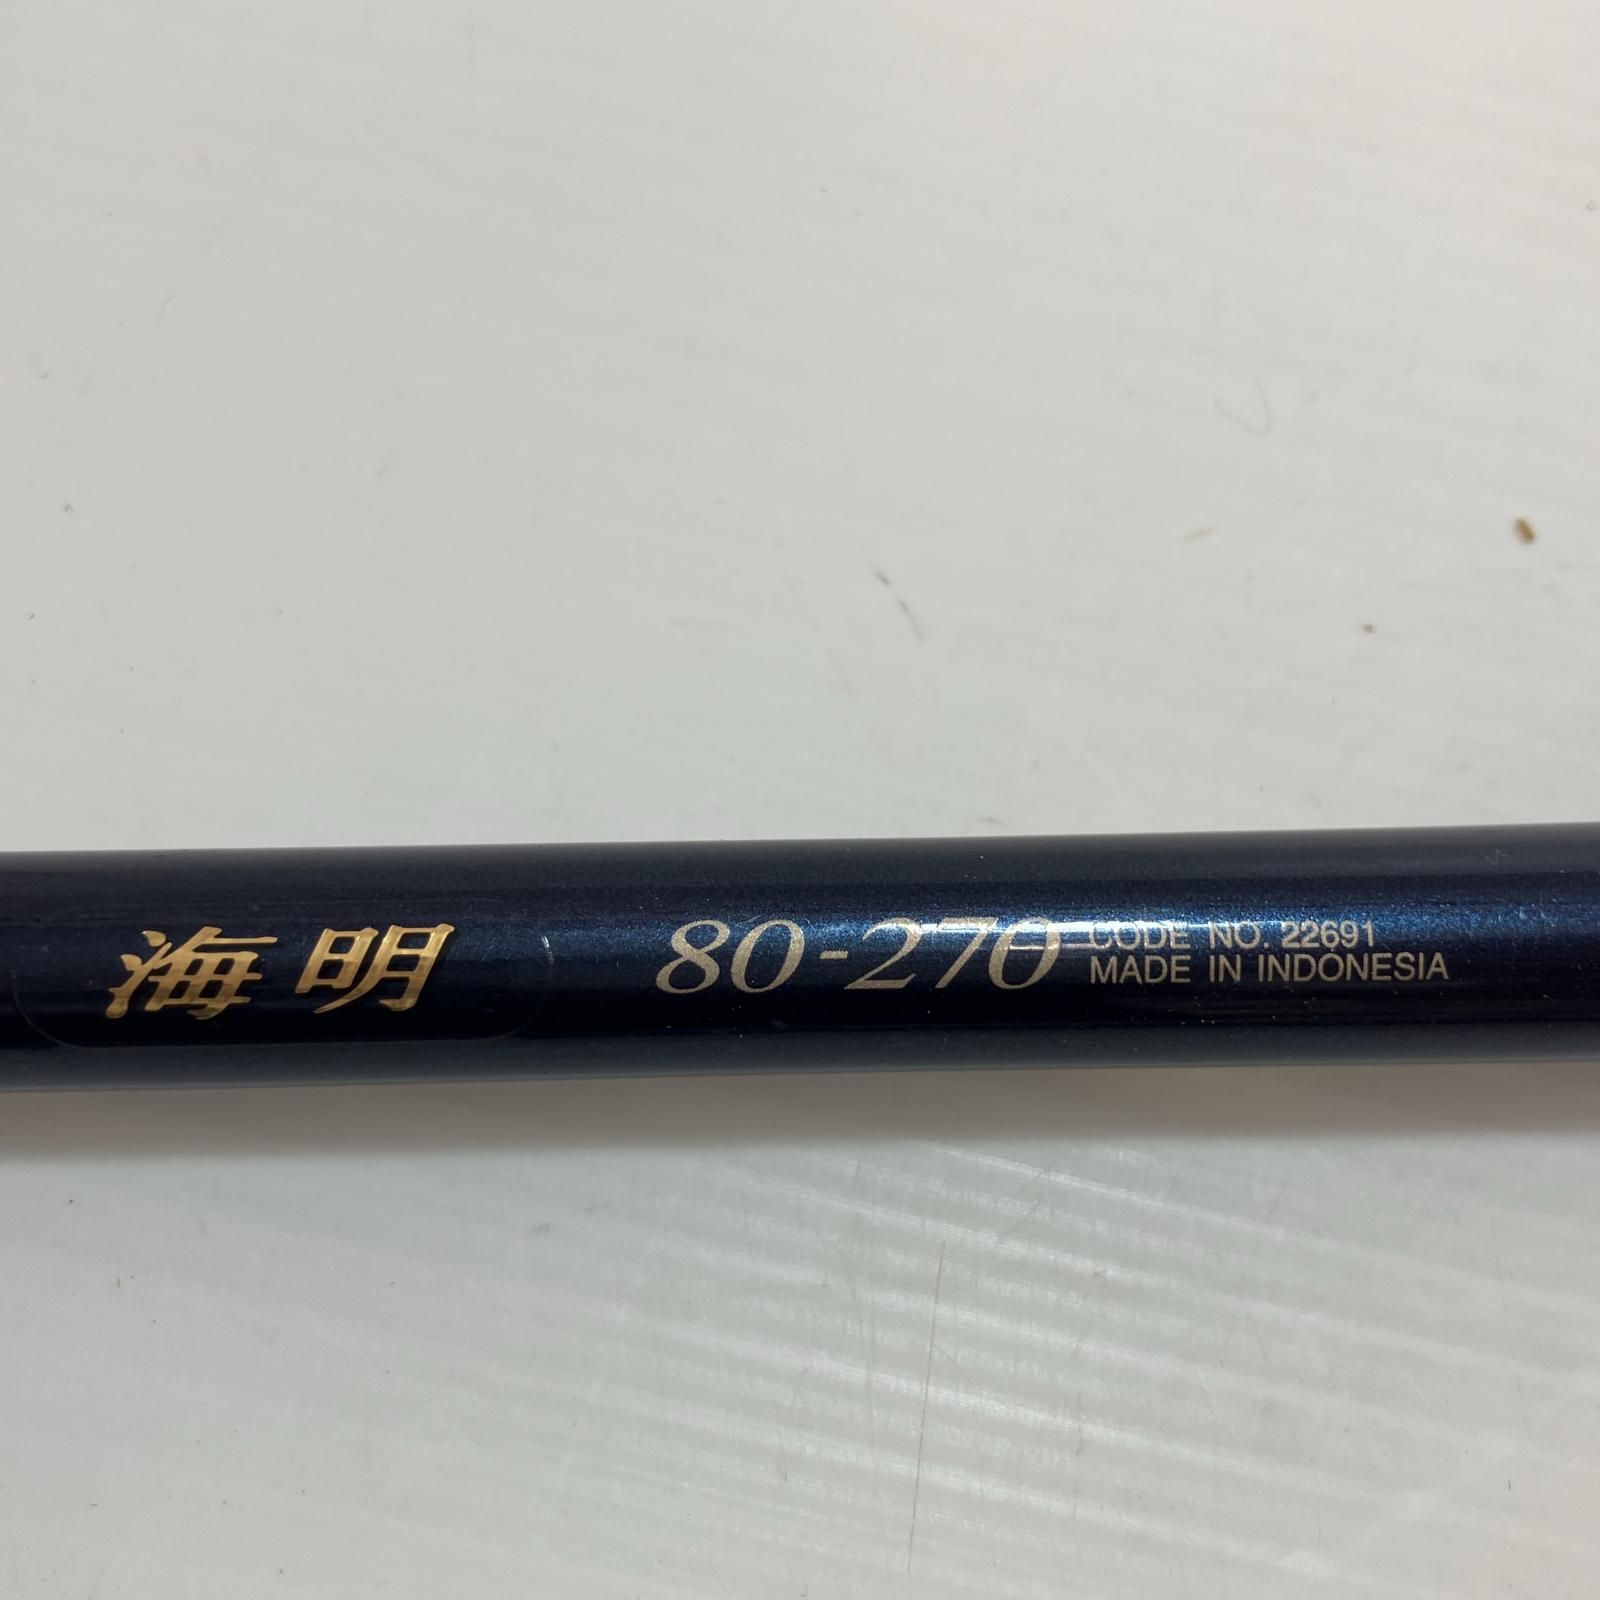 海明 80-270 CODE NO. 22691
MADE IN INDONESIA